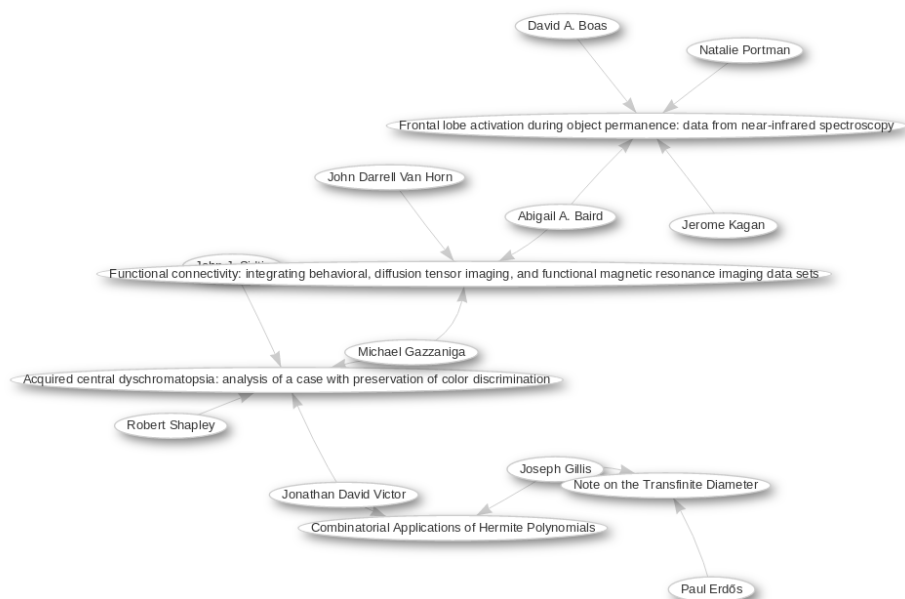 David A. Boas
Natalie Portman
Frontal lobe activation during object permanence: data from near-infrared spectroscopy
John Darrell Van Horn
Abigail A. Baird
Jerome Kagan
Functional connectivity: integrating behavioral, diffusion tensor imaging, and functional magnetic resonance imaging data sets
Michael Gazzaniga
Acquired central dyschromatopsia: analysis of a case with preservation of color discrimination
Robert Shapley
Joseph Gillis
Note on the Transfinite Diameter
Jonathan David Victor
Combinatorial Applications of Hermite Polynomials
Paul Erdős